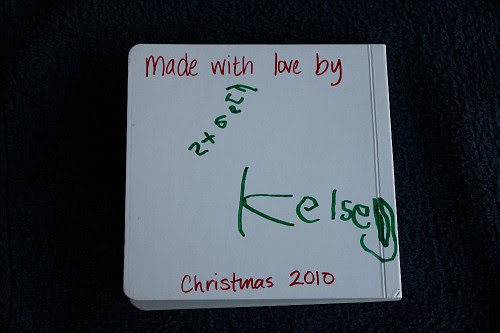 Made with love by
Kelsey
Christmas 2010